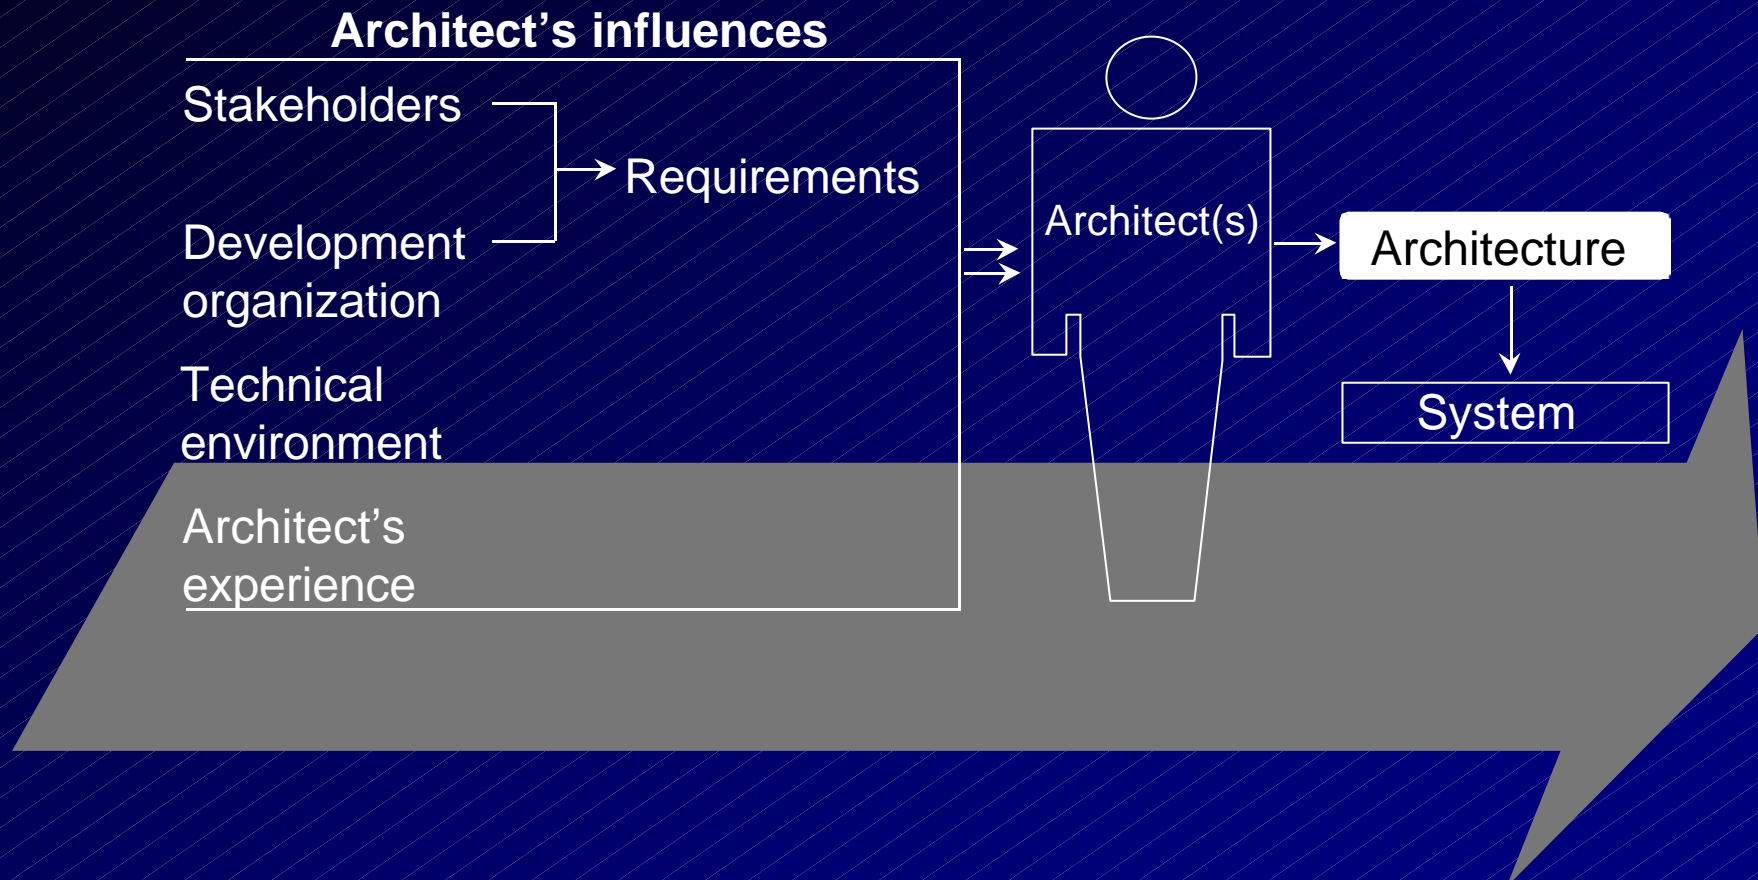 Architect’s influences
Stakeholders
Requirements
Development
organization
Technical
environment
Architect’s
experience
Architect(s)
Architecture
System